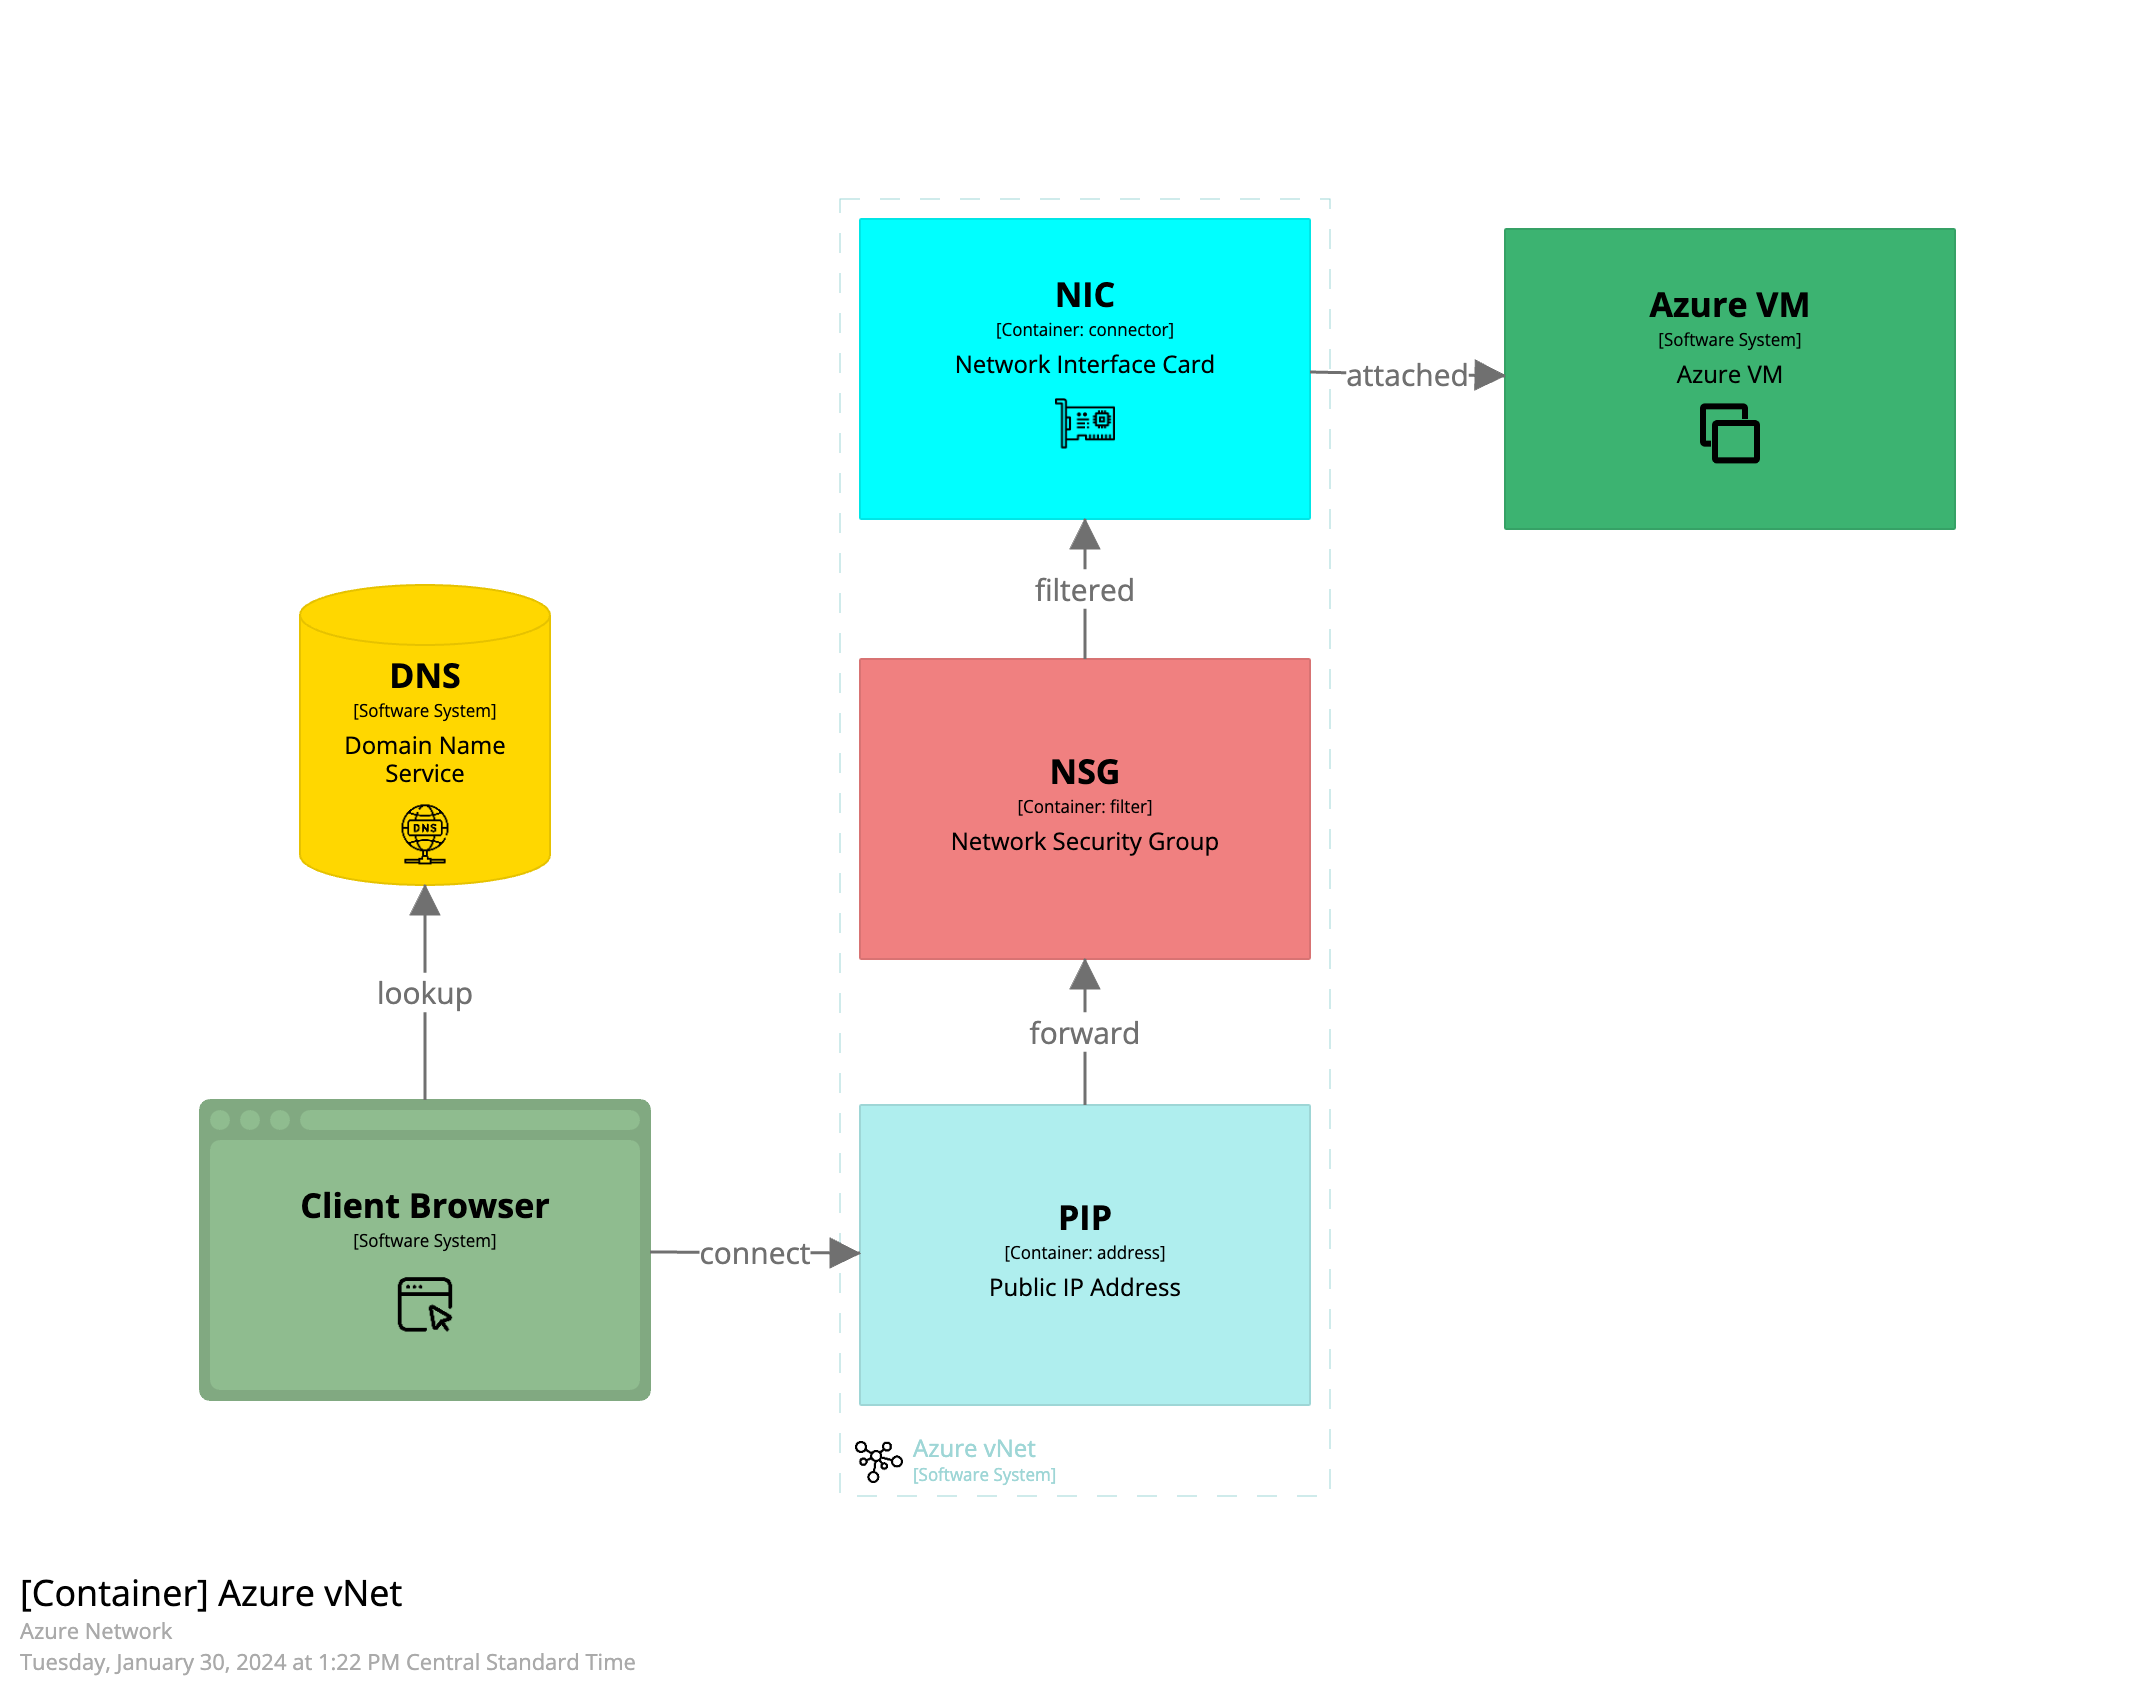 NIC
[Container: connector]
Network Interface Card
attached
Azure VM
[Software System]
Azure VM
filtered
DNS
[Software System]
Domain Name
Service
DNS
NSG
[Container: filter]
Network Security Group
lookup
forward
Client Browser
[Software System]
connect
PIP
[Container: address]
Public IP Address
Azure vNet
[Software System]
[Container] Azure vNet
Azure Network
Tuesday, January 30, 2024 at 1:22 PM Central Standard Time